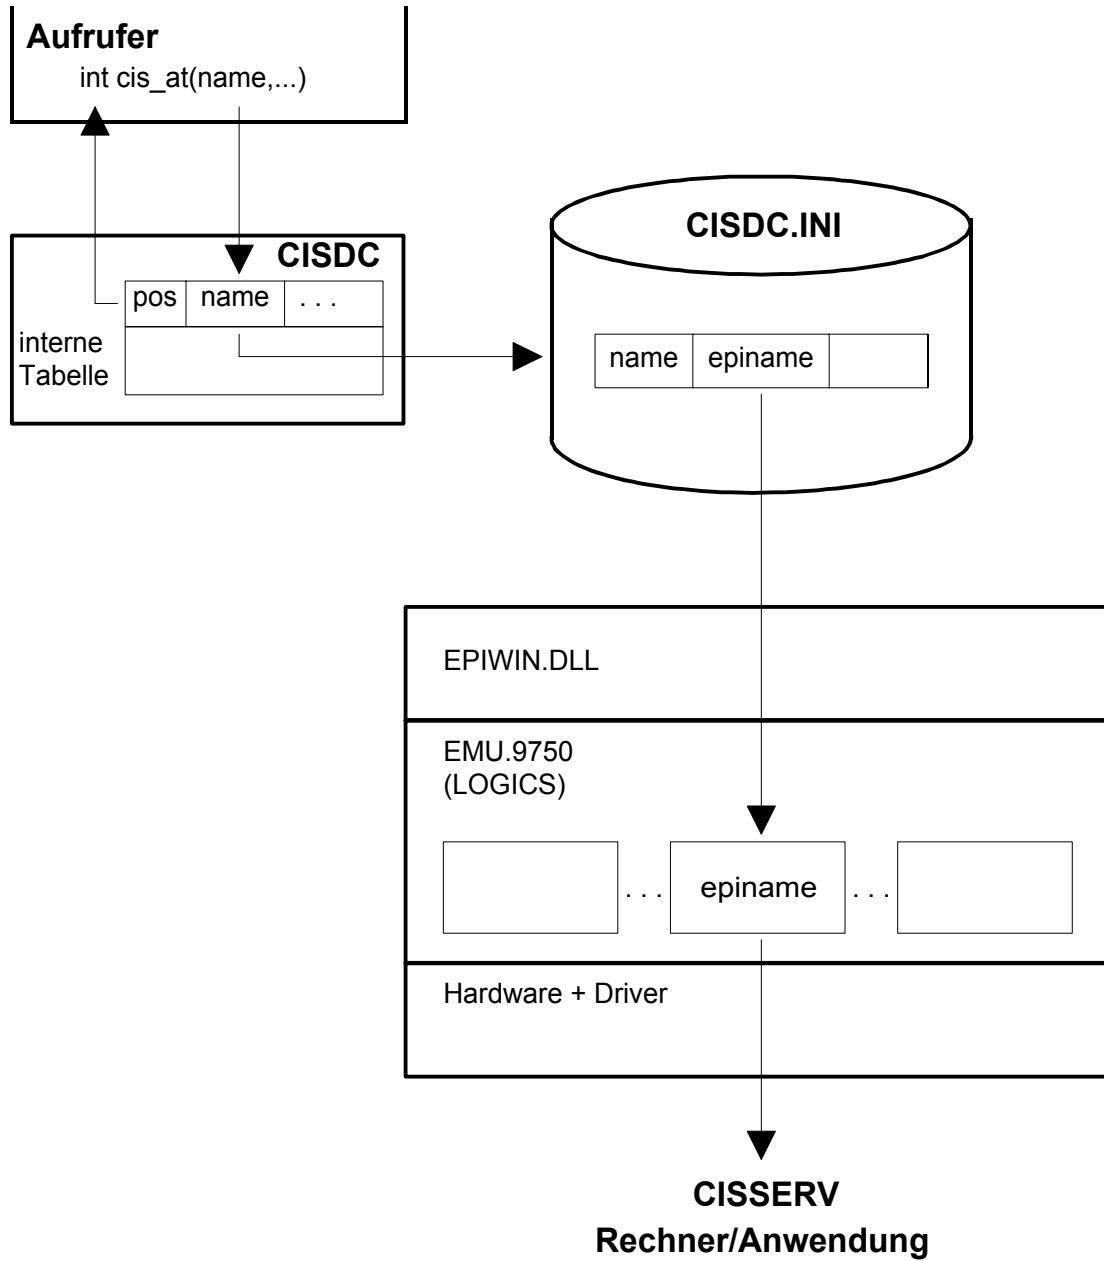 Aufrufer
int cis_at(name,...)
CISDC
pos name . . .
interne
Tabelle
CISDC.INI
name epiname
EPIWIN.DLL
EMU.9750
(LOGICS)
. . . epiname . . .
Hardware + Driver
CISSERV
Rechner/Anwendung